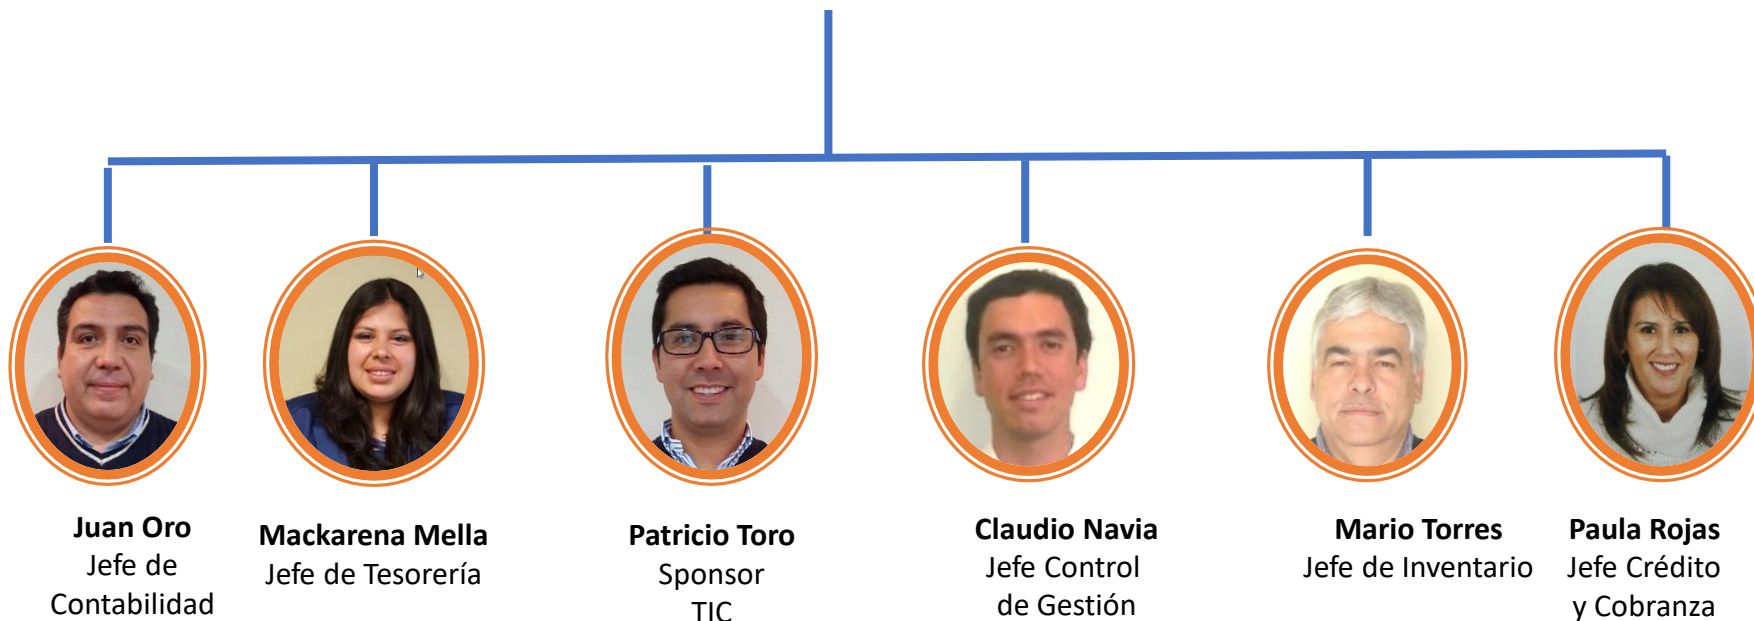 Juan Oro
Jefe de
Contabilidad
Mackarena Mella
Jefe de Tesorería
Patricio Toro
Sponsor
TIC
Claudio Navia
Jefe Control
de Gestión
Mario Torres
Jefe de Inventario
Paula Rojas
Jefe Crédito
y Cobranza